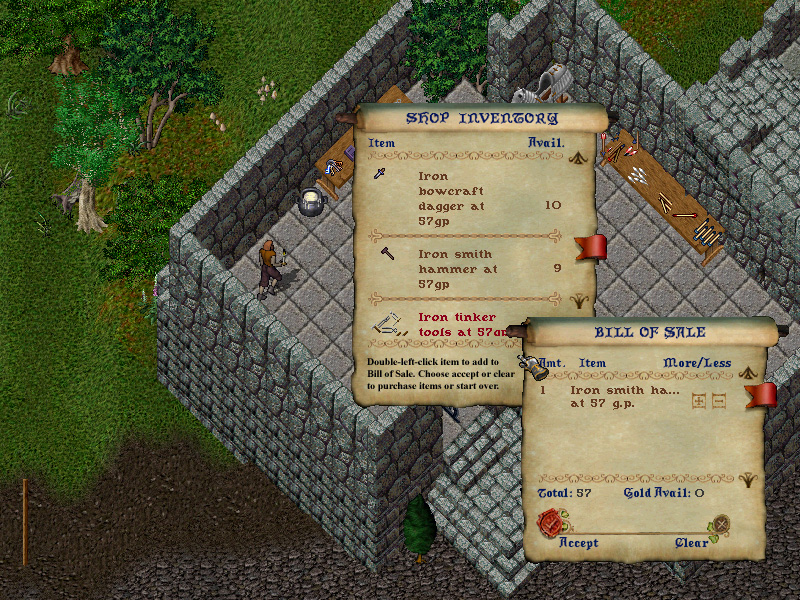 SHOP INVENTORY
Item Avail.
Iron
bowcraft
dagger at 10
57gp
Iron smith
hammer at 9
57gp
Iron tinker
tools at 57gp
Double-left-click item to add to
Bill of Sale. Choose accept or clear
to purchase items or start over.
BILL OF SALE
Amt. Item More/Less
1 Iron smith ha...
at 57 g.p.
Total: 57 Gold Avail: 0
Accept Clear